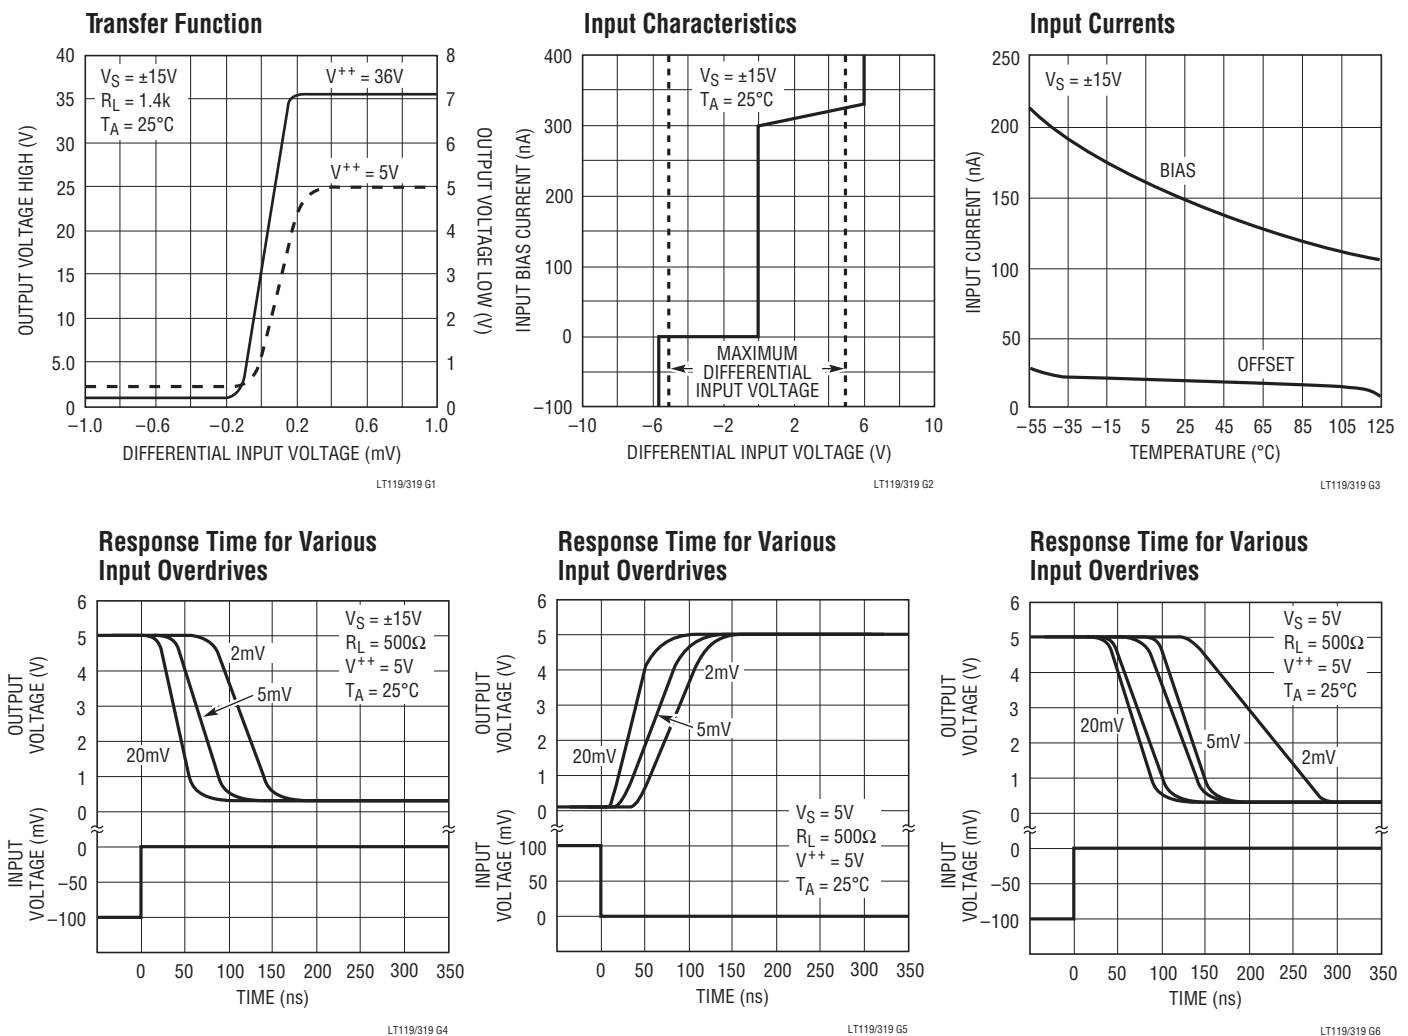 Transfer Function
40
35
30
25
20
15
10
5.0
0
OUTPUT VOLTAGE HIGH (V)
VS = ±15V
RL = 1.4k
TA = 25°C
V++ = 36V
V++ = 5V
8
7
6
5
4
3
2
1
0
OUTPUT VOLTAGE LOW (V)
−1.0 −0.6 −0.2 0.2 0.6 1.0
DIFFERENTIAL INPUT VOLTAGE (mV)
LT119/319 G1
Input Characteristics
400
300
200
100
0
−100
INPUT BIAS CURRENT (nA)
VS = ±15V
TA = 25°C
MAXIMUM
DIFFERENTIAL
INPUT VOLTAGE
−10 −6 −2 2 6 10
DIFFERENTIAL INPUT VOLTAGE (V)
LT119/319 G2
Input Currents
250
200
150
100
50
0
INPUT CURRENT (nA)
VS = ±15V
BIAS
OFFSET
−55 −35 −15 5 25 45 65 85 105 125
TEMPERATURE (°C)
LT119/319 G3
Response Time for Various
Input Overdrives
6
5
4
3
2
1
0
OUTPUT
VOLTAGE (V)
VS = ±15V
RL = 500Ω
V++ = 5V
TA = 25°C
2mV
5mV
20mV
0
−50
−100
INPUT
VOLTAGE (mV)
0 50 100 150 200 250 300 350
TIME (ns)
LT119/319 G4
Response Time for Various
Input Overdrives
6
5
4
3
2
1
0
OUTPUT
VOLTAGE (V)
2mV
5mV
20mV
VS = 5V
RL = 500Ω
V++ = 5V
TA = 25°C
100
50
0
INPUT
VOLTAGE (mV)
0 50 100 150 200 250 300 350
TIME (ns)
LT119/319 G5
Response Time for Various
Input Overdrives
6
5
4
3
2
1
0
OUTPUT
VOLTAGE (V)
VS = 5V
RL = 500Ω
V++ = 5V
TA = 25°C
20mV
5mV
2mV
0
−50
−100
INPUT
VOLTAGE (mV)
0 50 100 150 200 250 300 350
TIME (ns)
LT119/319 G6